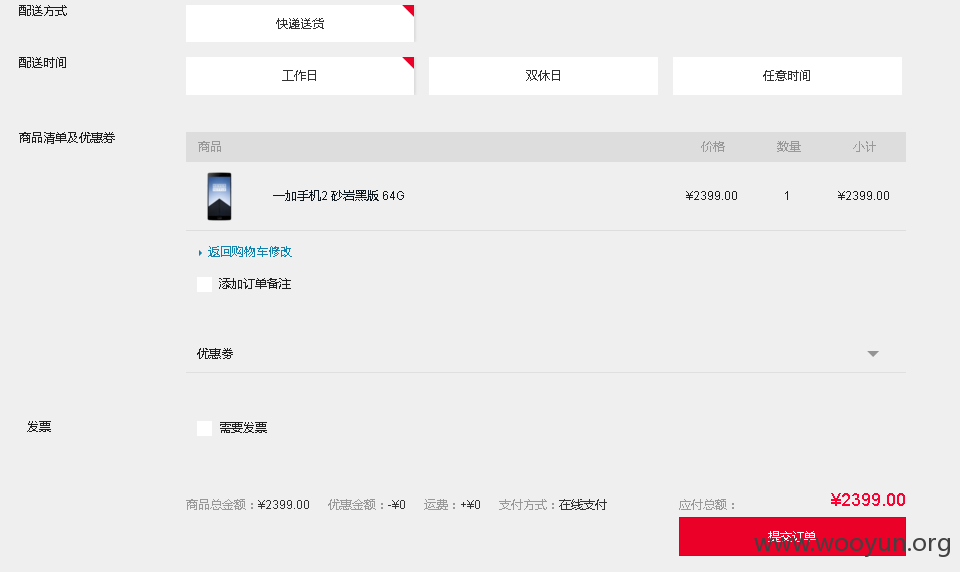 配送方式
快递送货
配送时间
工作日 双休日 任意时间
商品清单及优惠券
商品 价格 数量 小计
一加手机2 砂岩黑版 64G ¥2399.00 1 ¥2399.00
返回购物车修改
添加订单备注
优惠券
发票
需要发票
商品总金额：¥2399.00 优惠金额：-¥0 运费：+¥0 支付方式：在线支付 应付总额： ¥2399.00
提交订单
www.wooyun.org